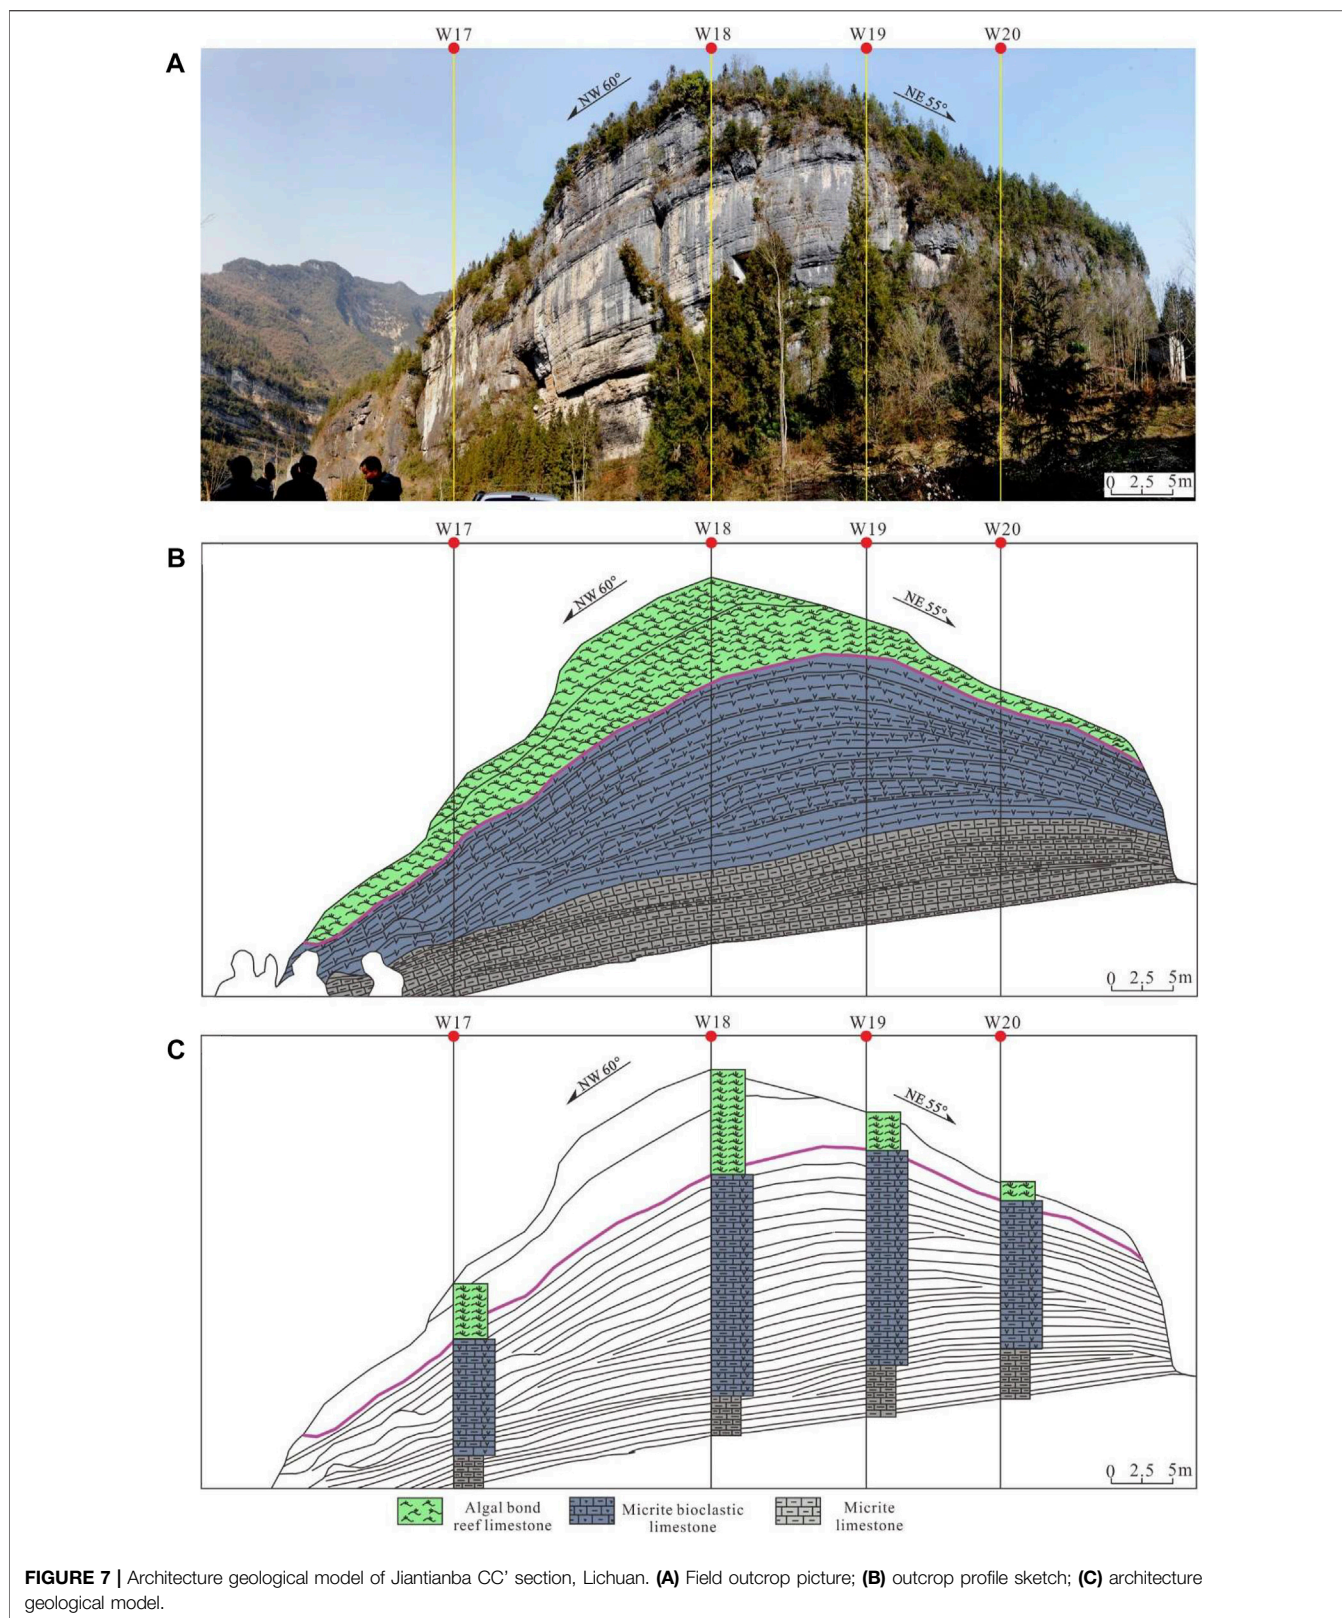 W17 W18 W19 W20
A
NW 60°
NE 55°
0 2.5 5m
W17 W18 W19 W20
B
NW 60°
NE 55°
0 2.5 5m
W17 W18 W19 W20
C
NW 60°
NE 55°
0 2.5 5m
Algal bond
reef limestone
Micrite bioclastic
limestone
Micrite
limestone
FIGURE 7 | Architecture geological model of Jiantianba CC’ section, Lichuan. (A) Field outcrop picture; (B) outcrop profile sketch; (C) architecture
geological model.